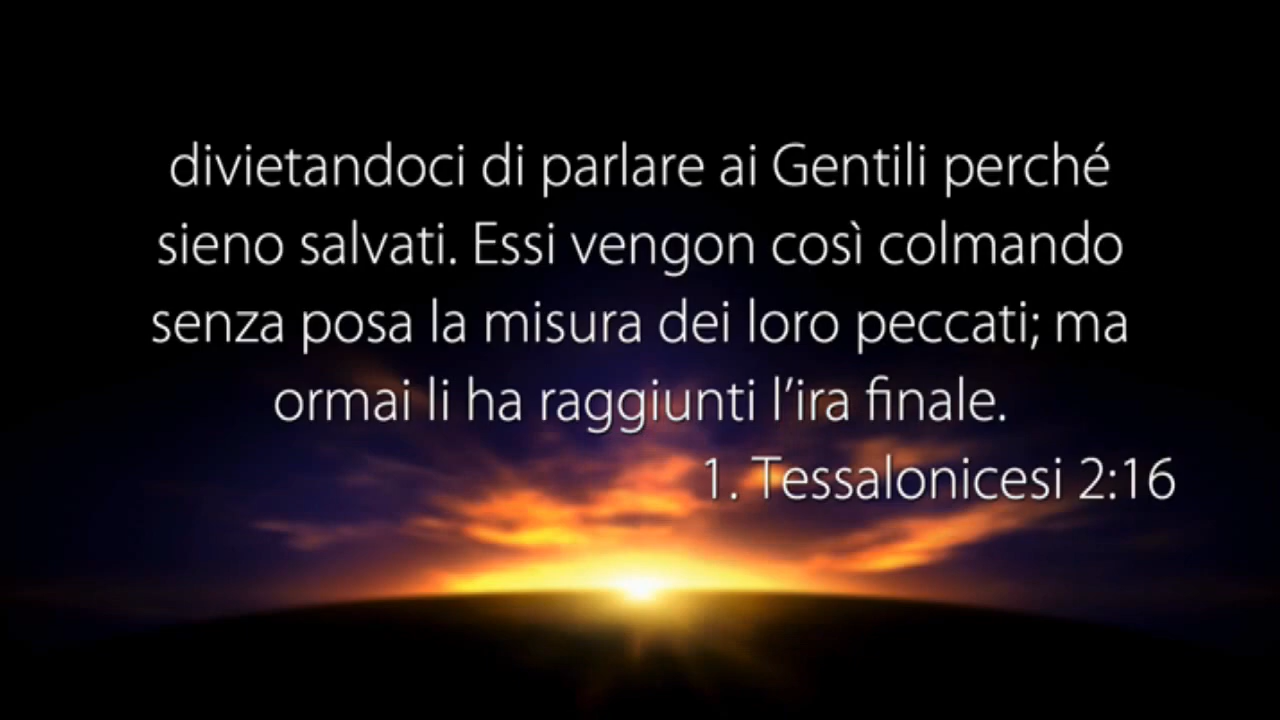 divietandoci di parlare ai Gentili perché
sieno salvati. Essi vengon così colmando
senza posa la misura dei loro peccati; ma
ormai li ha raggiunti l’ira finale.
1. Tessalonicesi 2:16